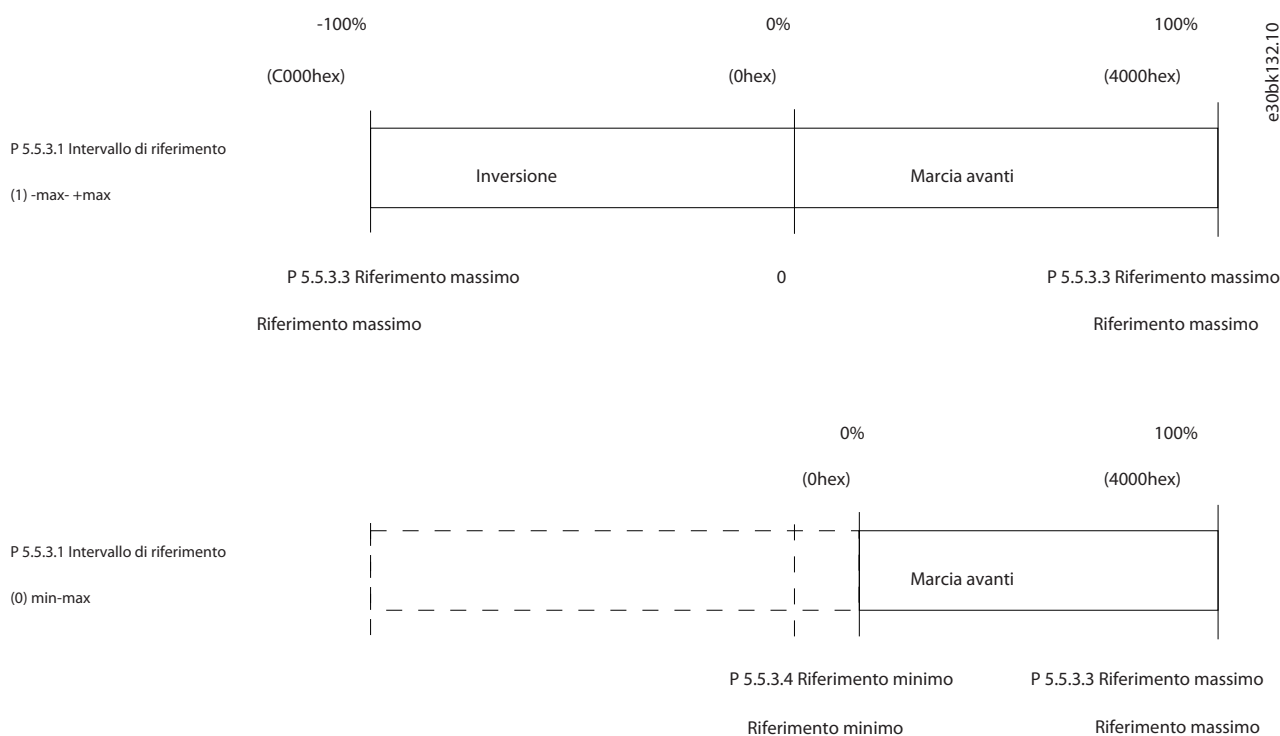 -100% 0% 100%
(C000hex) (0hex) (4000hex)
e30bk132.10
P 5.5.3.1 Intervallo di riferimento
(1) -max- +max
Inversione Marcia avanti
P 5.5.3.3 Riferimento massimo 0 P 5.5.3.3 Riferimento massimo
Riferimento massimo Riferimento massimo
0% 100%
(0hex) (4000hex)
P 5.5.3.1 Intervallo di riferimento
(0) min-max
Marcia avanti
P 5.5.3.4 Riferimento minimo P 5.5.3.3 Riferimento massimo
Riferimento minimo Riferimento massimo